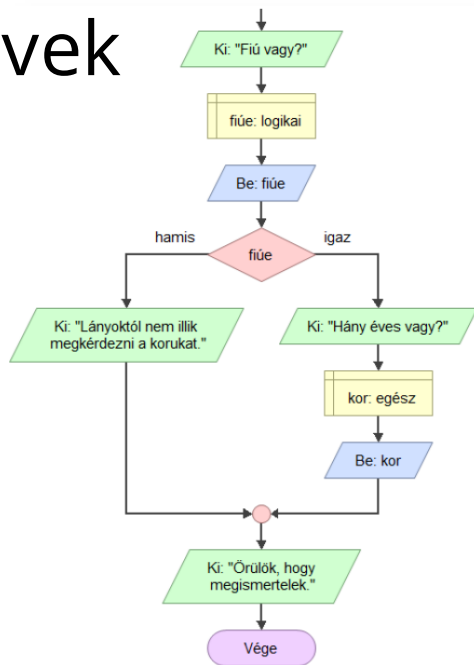 vek
Ki: "Fiú vagy?"
fiúe: logikai
Be: fiúe
hamis
igaz
fiúe
Ki: "Lányoktól nem illik
megkérdezni a korukat."
Ki: "Hány éves vagy?"
kor: egész
Be: kor
Ki: "Örülök, hogy
megismertelek."
Vége